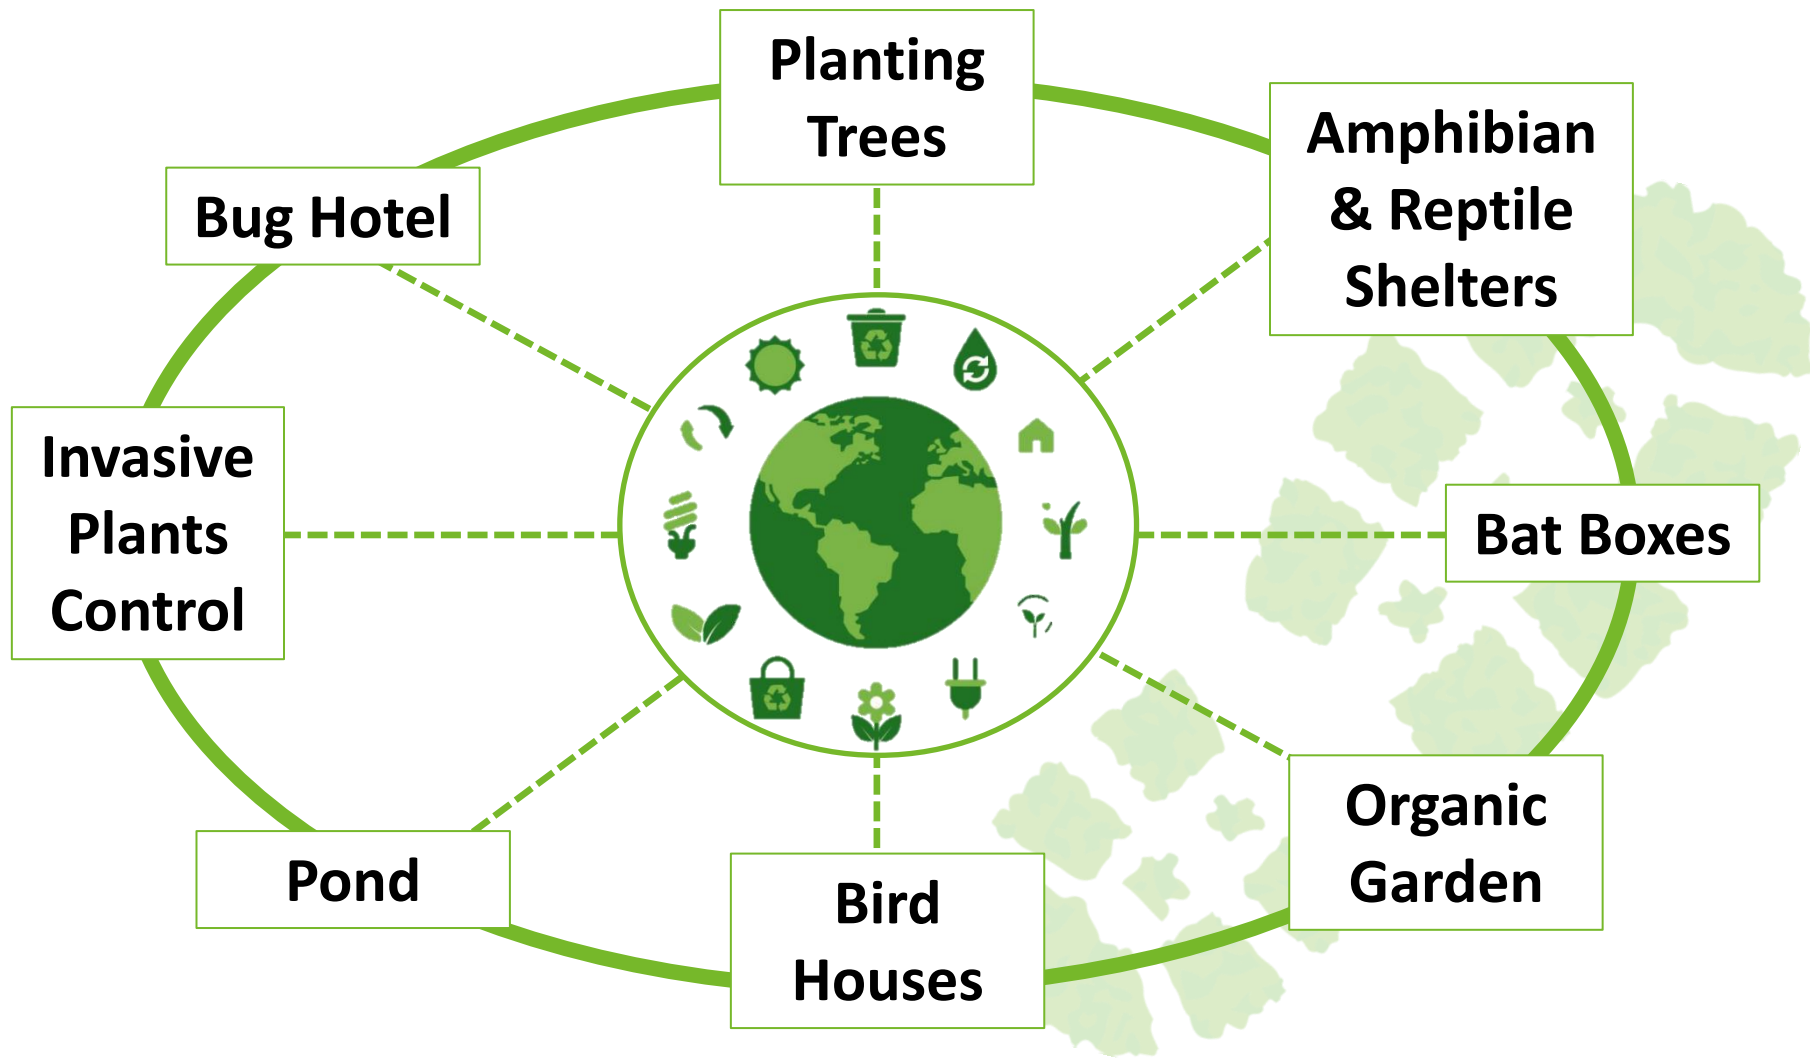 Planting
Trees
Amphibian
& Reptile
Shelters
Bug Hotel
Invasive
Plants
Control
Bat Boxes
Organic
Garden
Pond
Bird
Houses